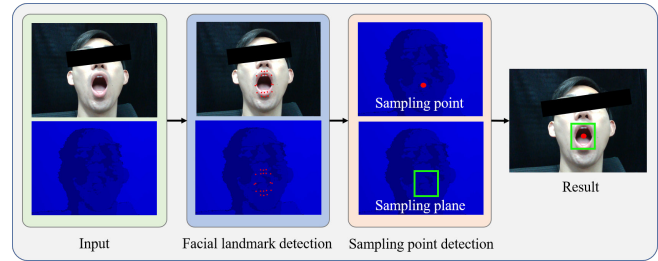 Sampling point
Sampling plane
Input
Facial landmark detection
Sampling point detection
Result